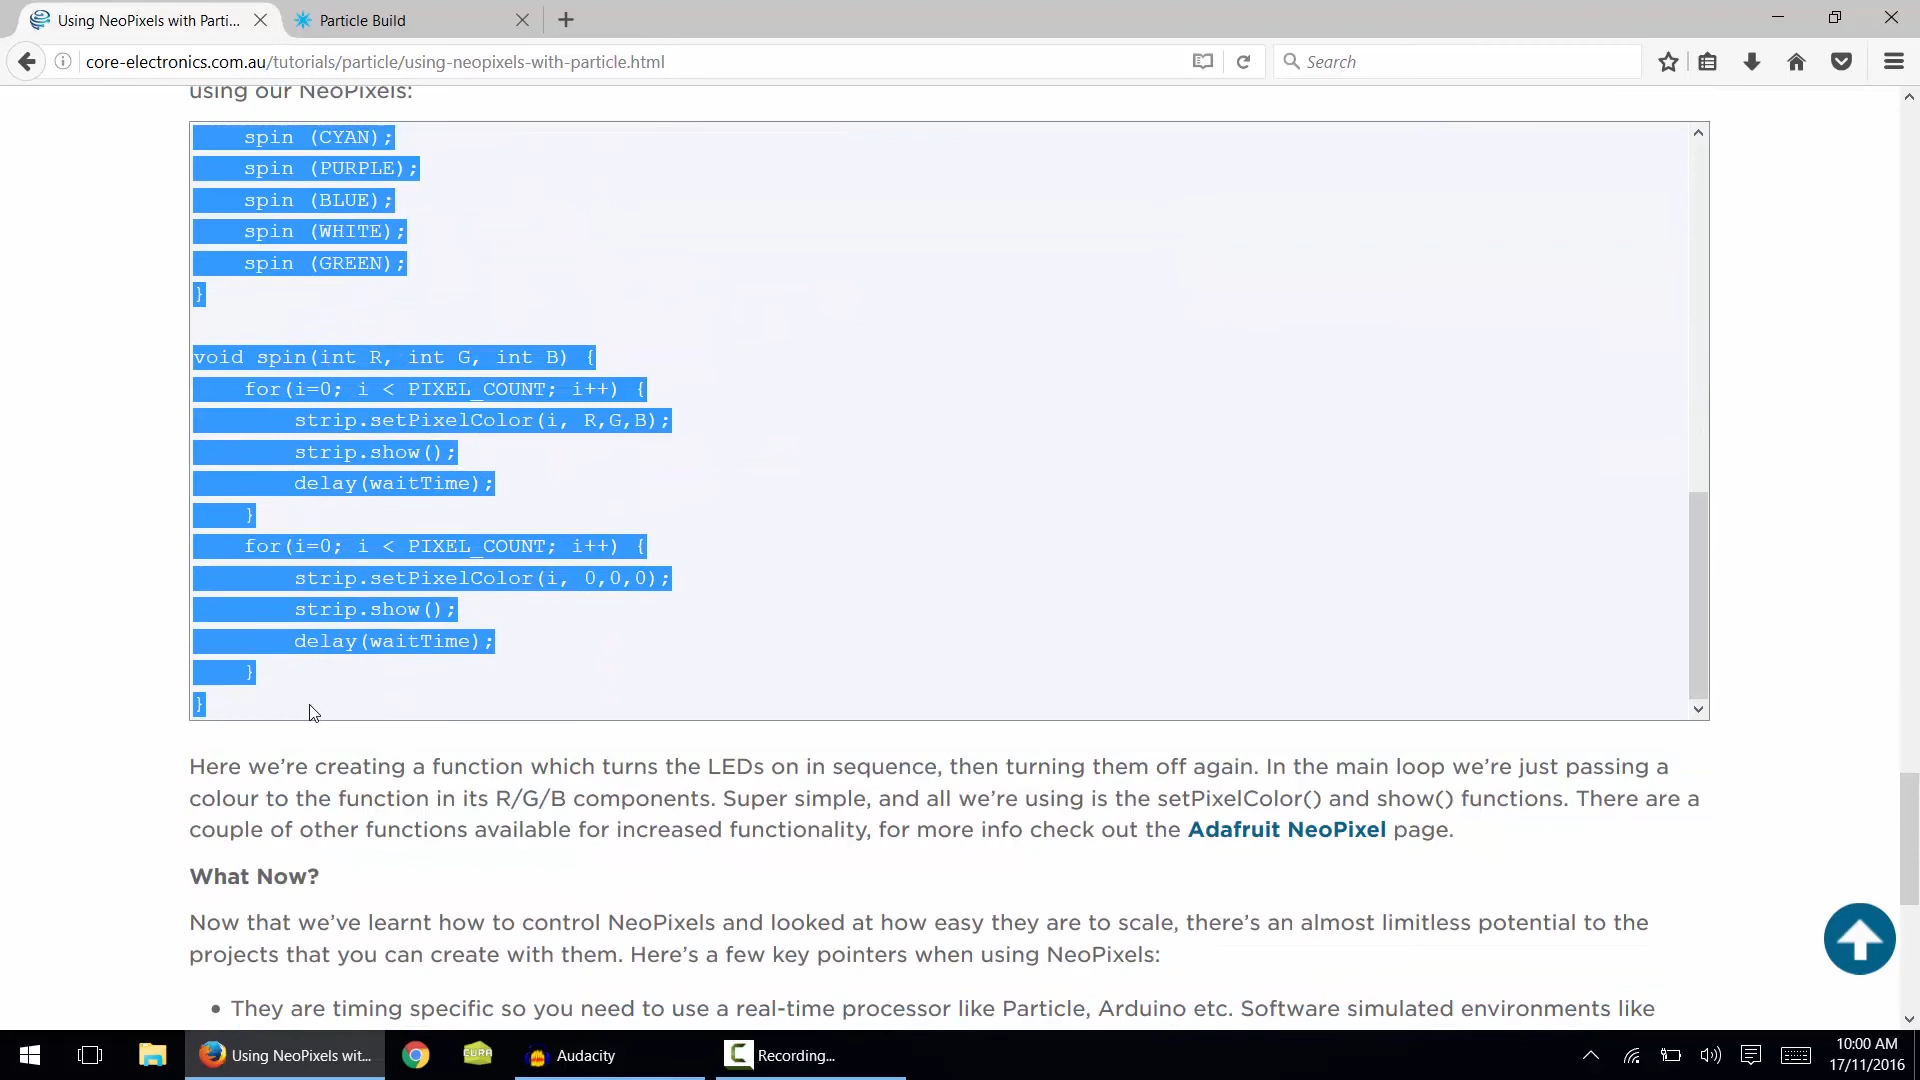 Using NeoPixels with Parti...
Particle Build
core-electronics.com.au/tutorials/particle/using-neopixels-with-particle.html
Search
using our NeoPixels:
spin (CYAN);
spin (PURPLE);
spin (BLUE);
spin (WHITE);
spin (GREEN);
}
void spin(int R, int G, int B) {
for(i=0; i < PIXEL_COUNT; i++) {
strip.setPixelColor(i, R,G,B);
strip.show();
delay(waitTime);
}
for(i=0; i < PIXEL_COUNT; i++) {
strip.setPixelColor(i, 0,0,0);
strip.show();
delay(waitTime);
}
}
Here we’re creating a function which turns the LEDs on in sequence, then turning them off again. In the main loop we’re just passing a
colour to the function in its R/G/B components. Super simple, and all we’re using is the setPixelColor() and show() functions. There are a
couple of other functions available for increased functionality, for more info check out the Adafruit NeoPixel page.
What Now?
Now that we’ve learnt how to control NeoPixels and looked at how easy they are to scale, there’s an almost limitless potential to the
projects that you can create with them. Here’s a few key pointers when using NeoPixels:
They are timing specific so you need to use a real-time processor like Particle, Arduino etc. Software simulated environments like
Using NeoPixels wit...
CURA
Audacity
Recording...
10:00 AM
17/11/2016